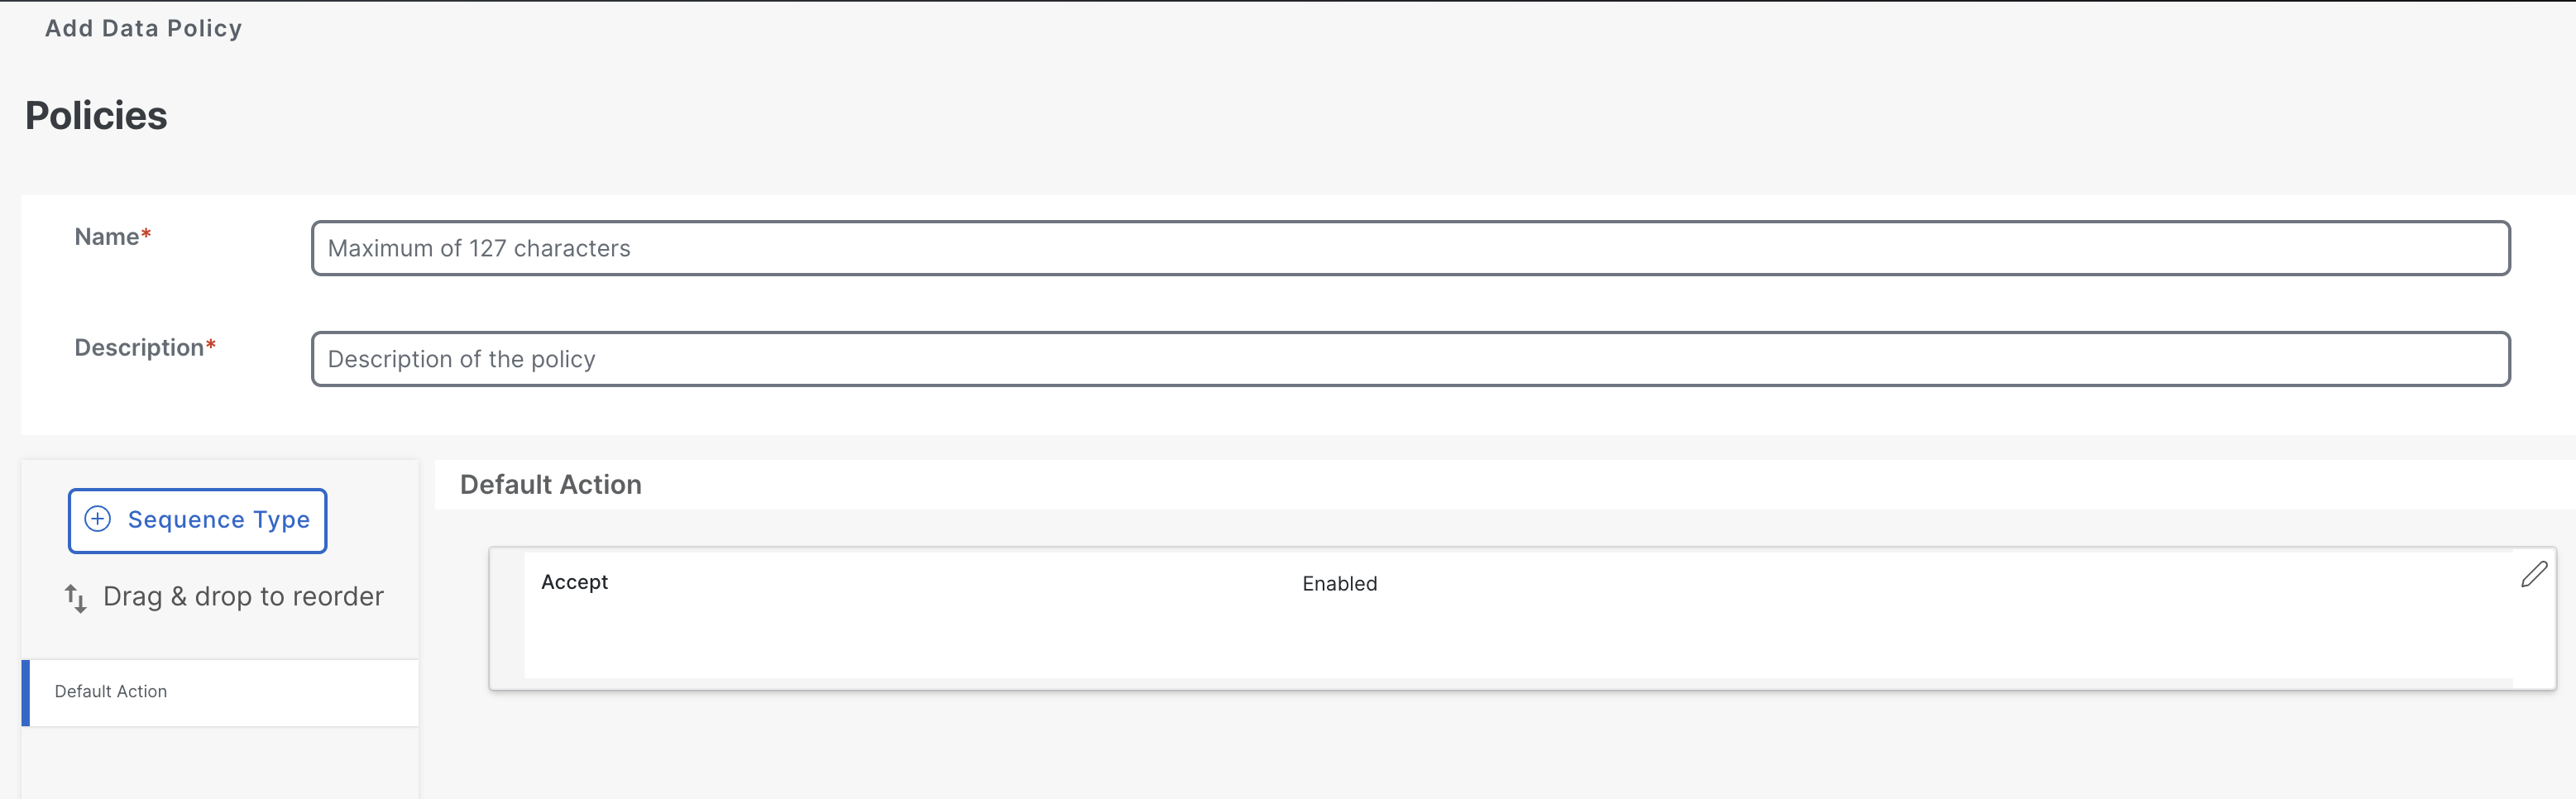 Add Data Policy
Policies
Name*
Maximum of 127 characters
Description*
Description of the policy
Sequence Type
Drag & drop to reorder
Default Action
Default Action
Accept
Enabled